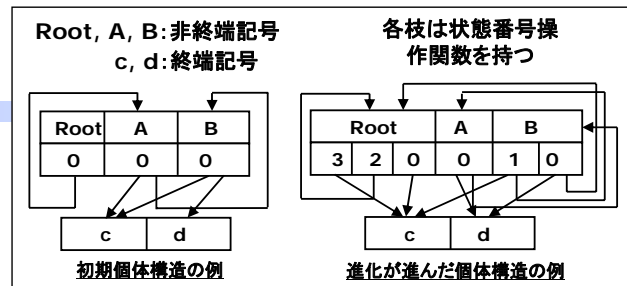 Root, A, B:非終端記号
c, d:終端記号
各枝は状態番号操
作関数を持つ
Root A B
0 0 0
c d
初期個体構造の例
Root A B
3 2 0 0 1 0
c d
進化が進んだ個体構造の例